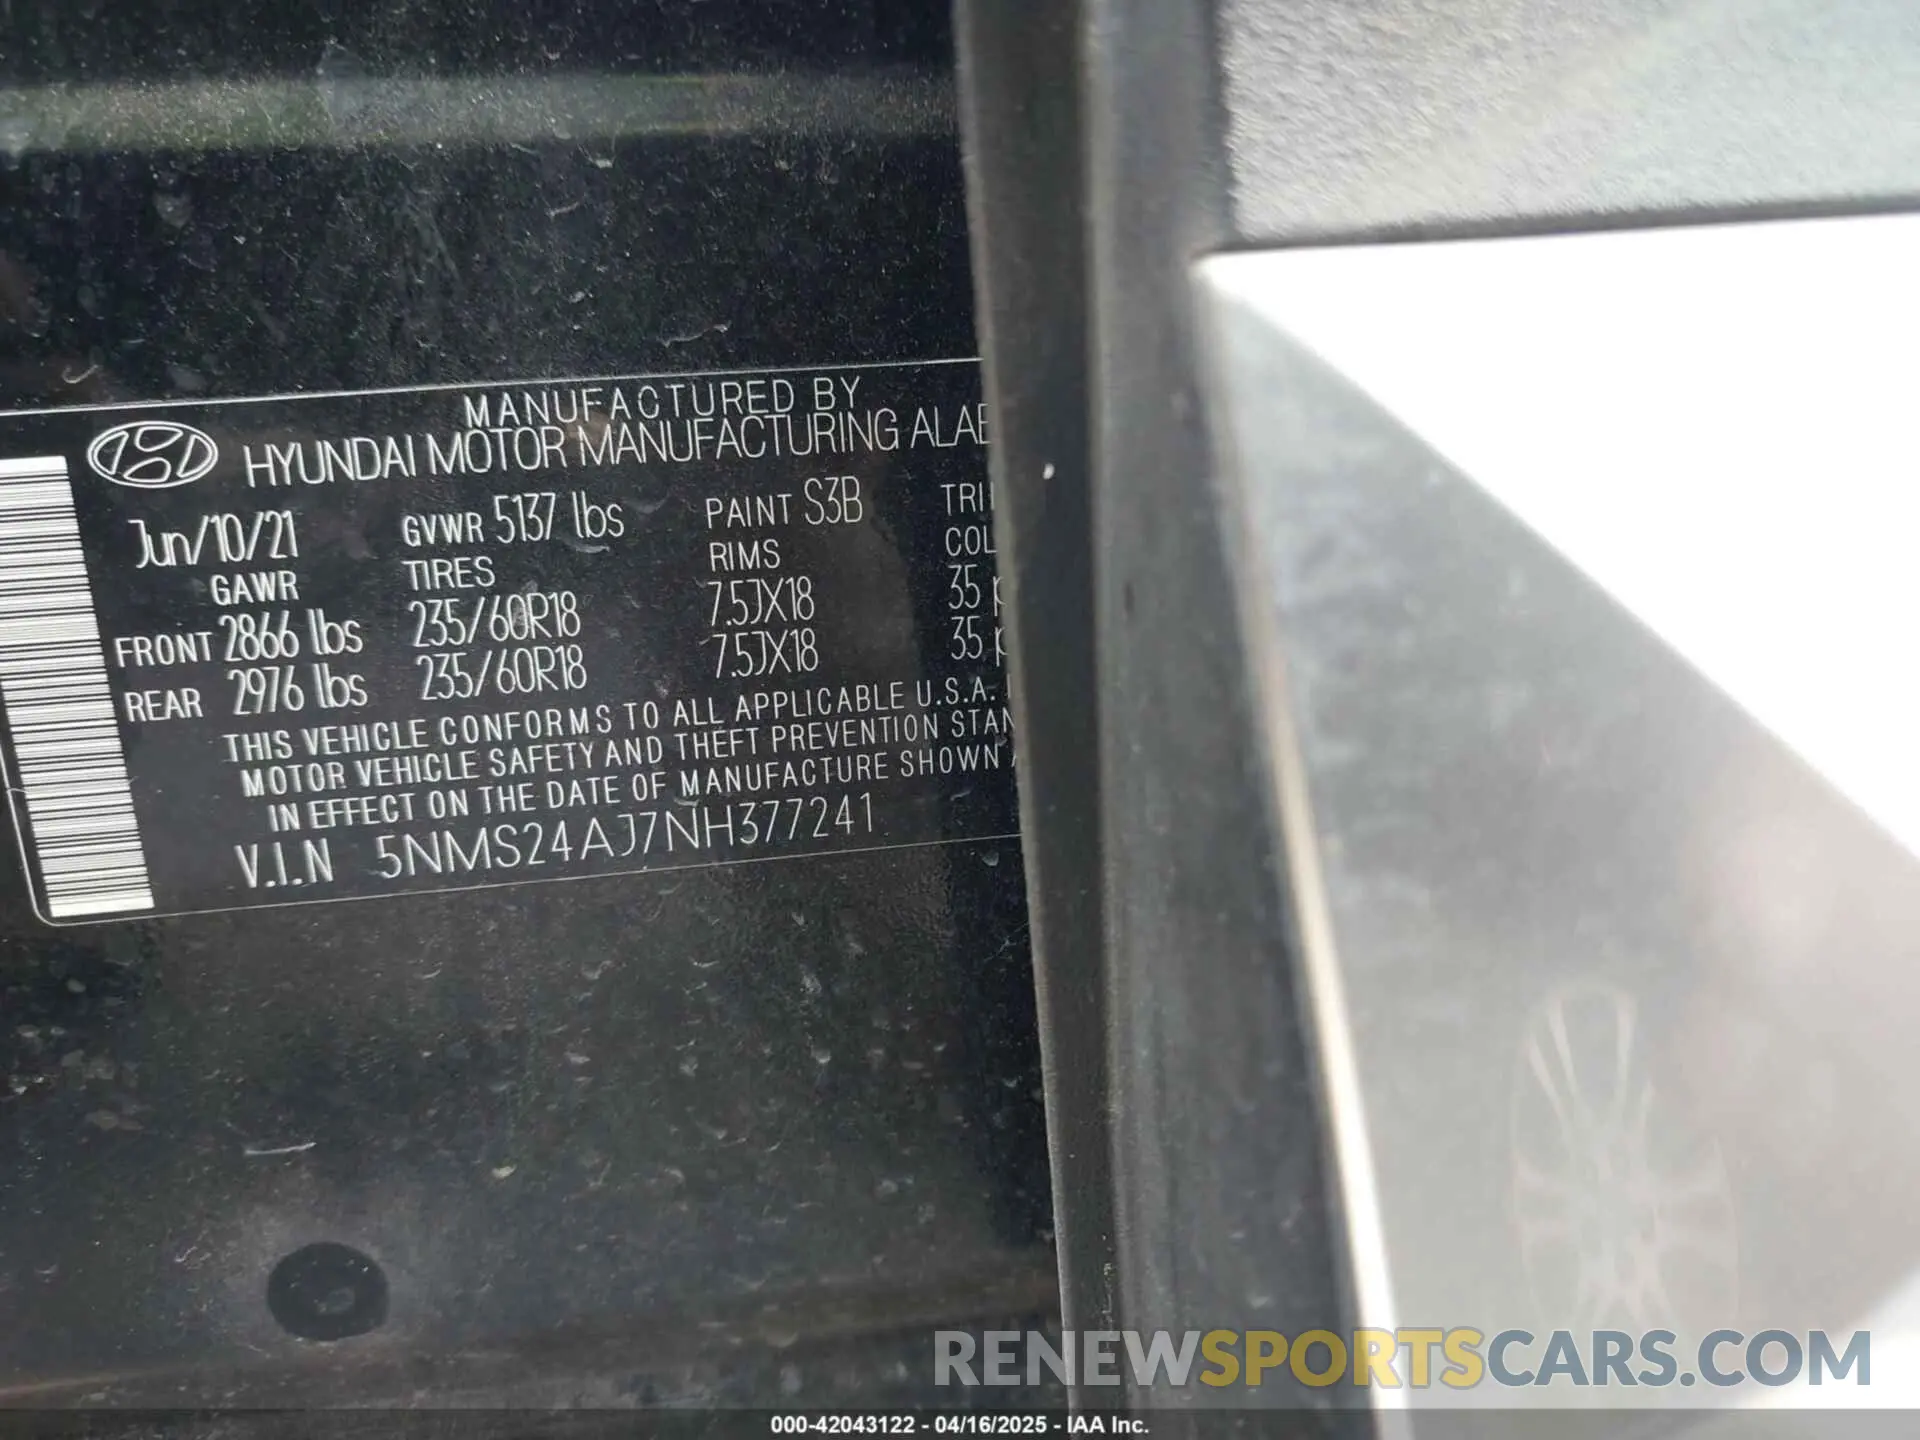 MANUFACTURED BY
HYUNDAI MOTOR MANUFACTURING
Jun/10/21 GVWR 5137 lbs PAINT S3B
GAWR TIRES RIMS
FRONT 2866 lbs 235/60R18 7.5JX18 35
REAR 2976 lbs 235/60R18 7.5JX18 35
THIS VEHICLE CONFORMS TO ALL APPLICABLE U.S.A.
MOTOR VEHICLE SAFETY AND THEFT PREVENTION
IN EFFECT ON THE DATE OF MANUFACTURE SHOWN
V.I.N 5NMS24AJ7NH377241
RENEWSPORTSCARS.COM
000-42043122 - 04/16/2025 - IAA Inc.